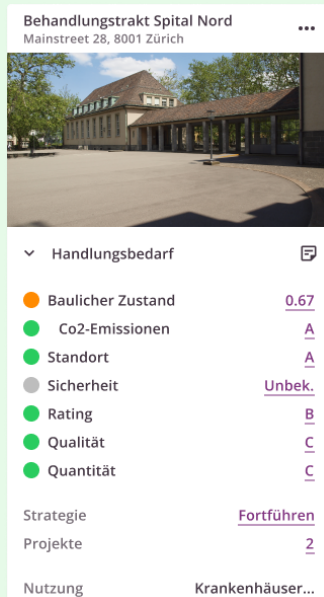 Behandlungstrakt Spital Nord
Mainstreet 28, 8001 Zürich
Handlungsbedarf
Baulicher Zustand 0.67
Co2-Emissionen A
Standort A
Sicherheit Unbek.
Rating B
Qualität C
Quantität C
Strategie Fortführen
Projekte 2
Nutzung Krankenhäuser...